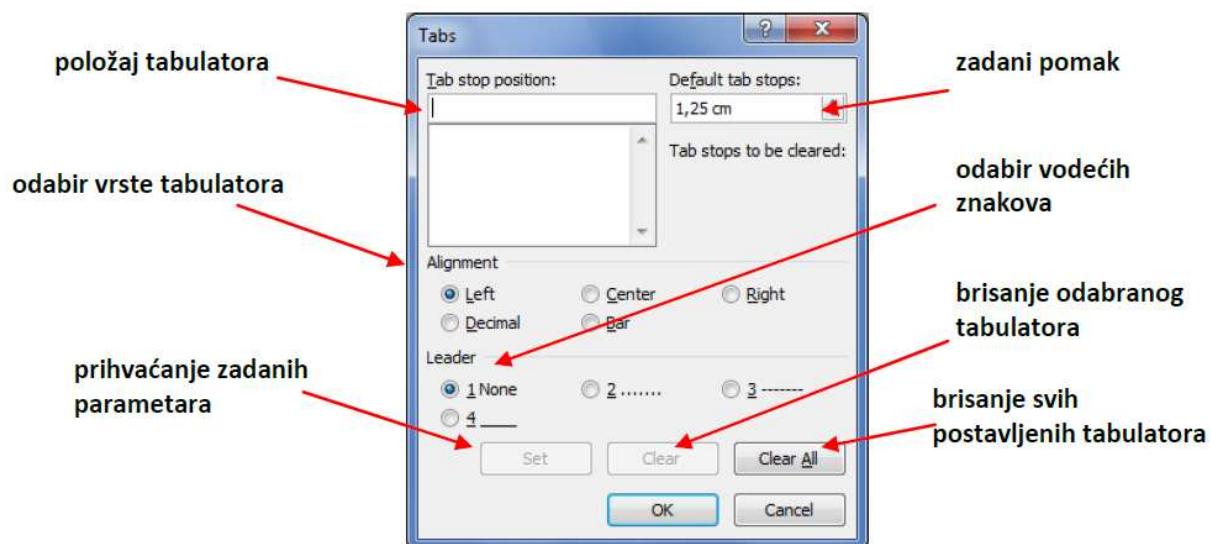 Tabs
položaj tabulatora
zadani pomak
Tab stop position:
Default tab stops:
1,25 cm
Tab stops to be cleared:
odabir vrste tabulatora
odabir vodećih
znakova
Alignment
Left
Center
Right
Decimal
Bar
brisanje odabranog
tabulatora
Leader
1 None
2 .......
3 -------
4 ____
prihvaćanje zadanih
parametara
brisanje svih
postavljenih tabulatora
Set
Clear
Clear All
OK
Cancel